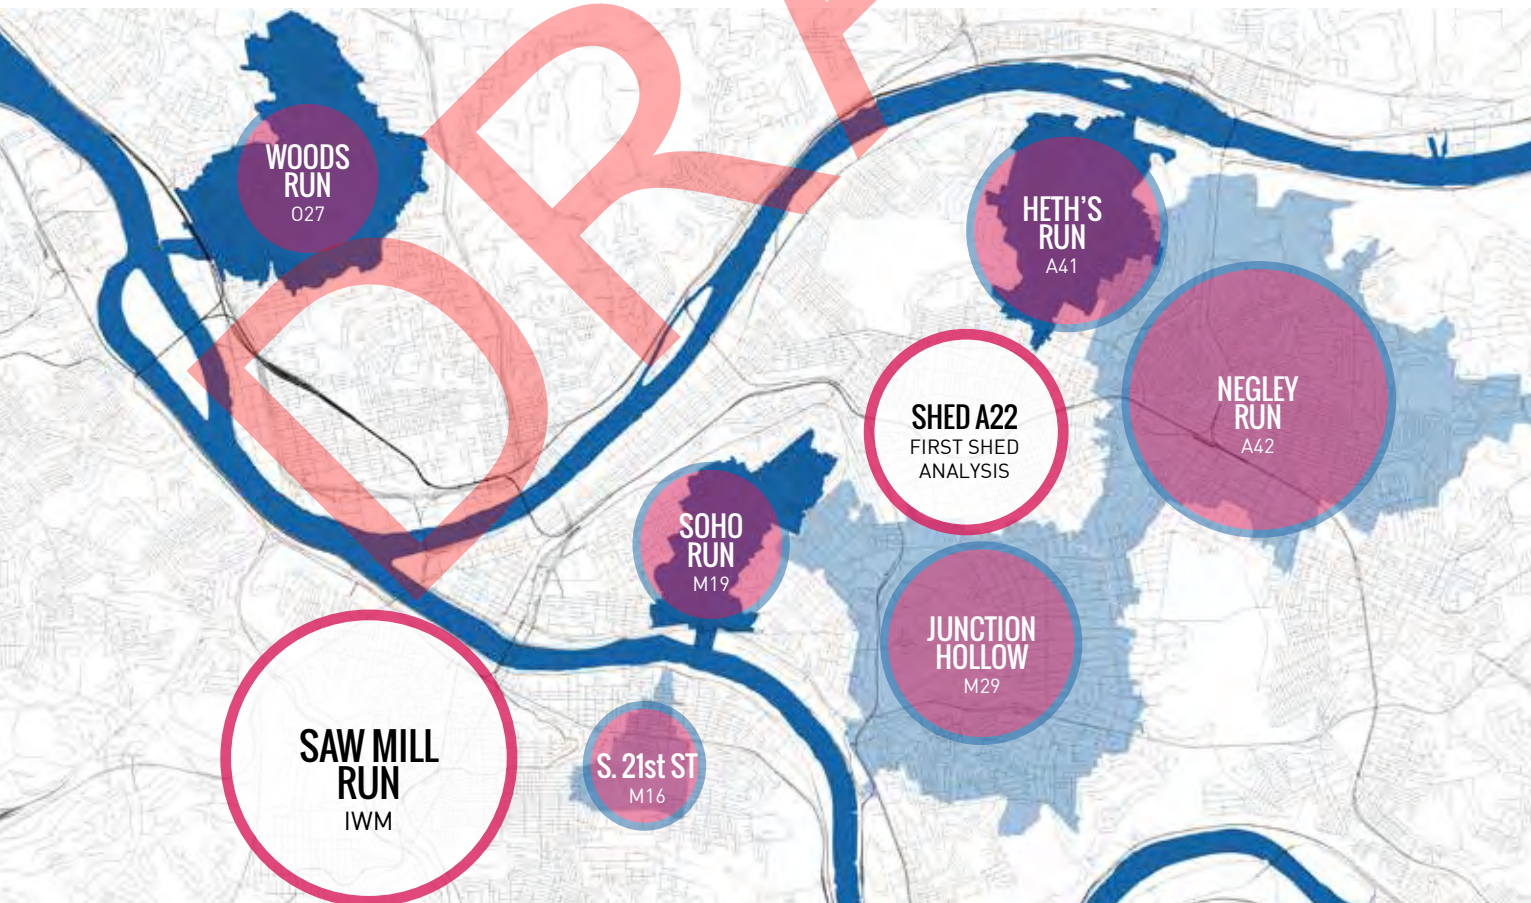 WOODS
RUN
O27
HETH'S
RUN
A41
NEGLEY
RUN
A42
SHED A22
FIRST SHED
ANALYSIS
SOHO
RUN
M19
JUNCTION
HOLLOW
M29
SAW MILL
RUN
IWM
S. 21st ST
M16
DRA